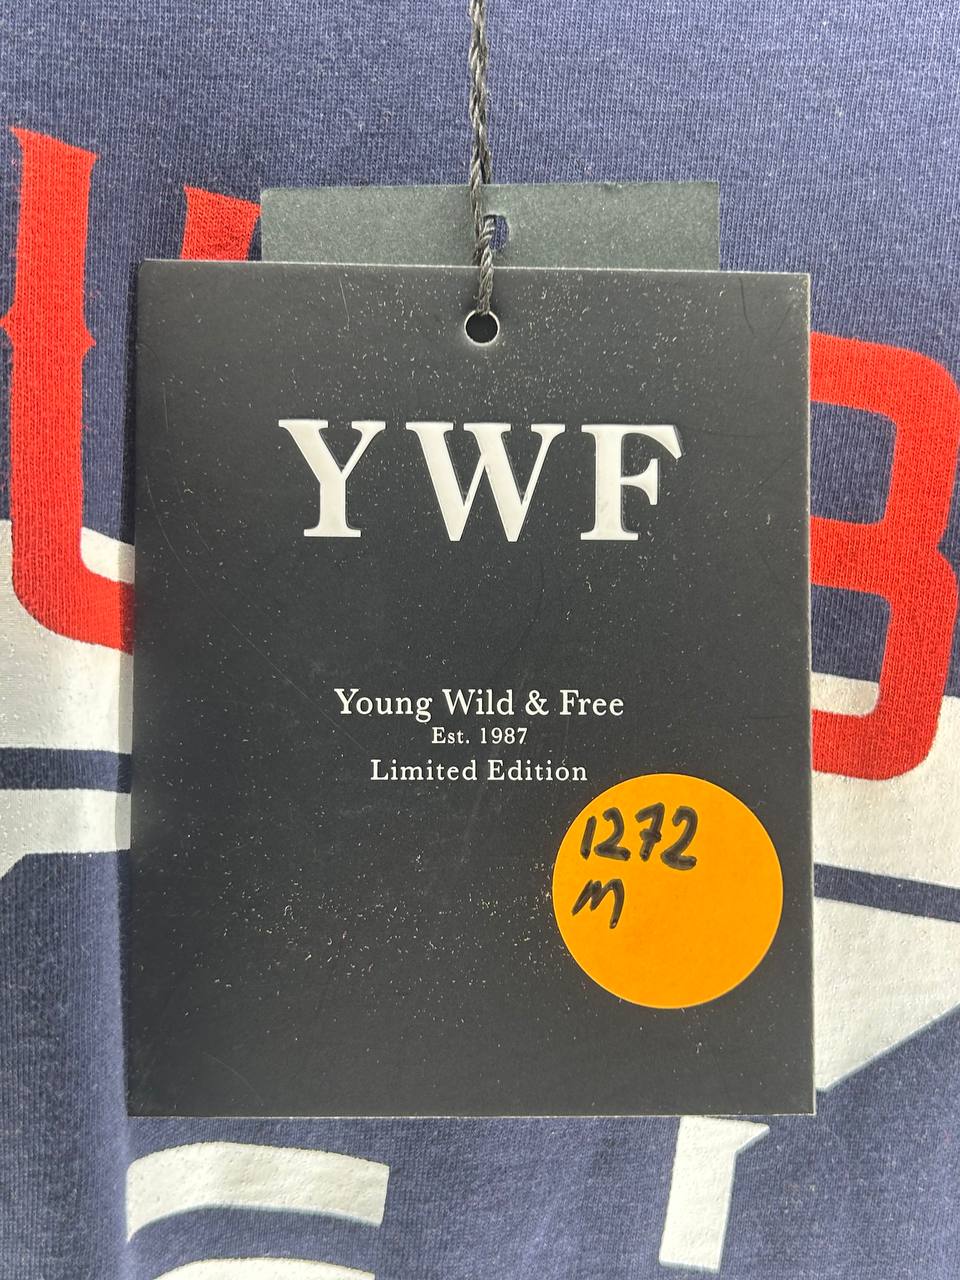 YWF
Young Wild & Free
Est. 1987
Limited Edition
1272
M